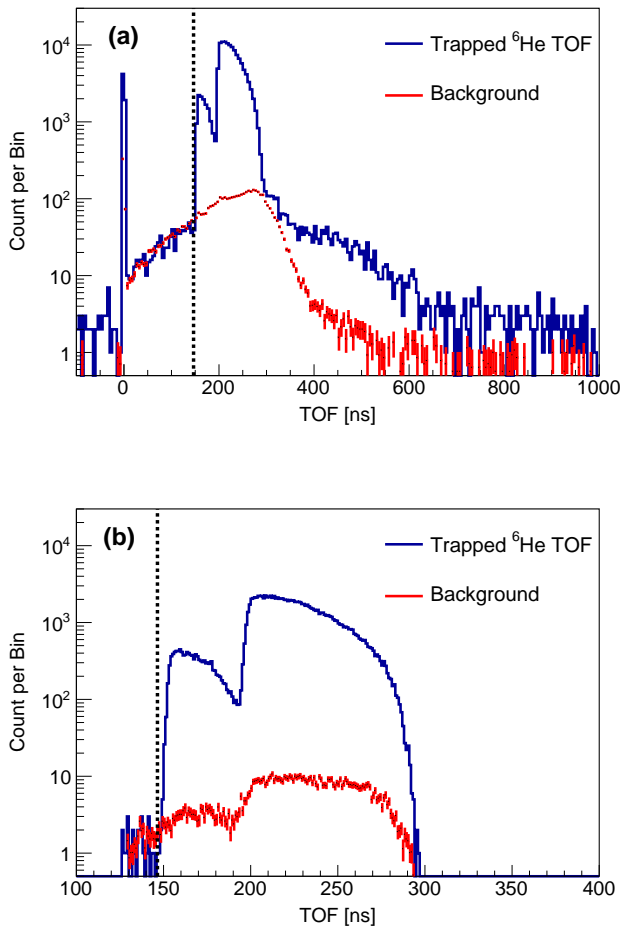 (a)
Trapped ⁶He TOF
Background
Count per Bin
10⁴
10³
10²
10
1
0 200 400 600 800 1000
TOF [ns]
(b)
Trapped ⁶He TOF
Background
Count per Bin
10⁴
10³
10²
10
1
100 150 200 250 300 350 400
TOF [ns]